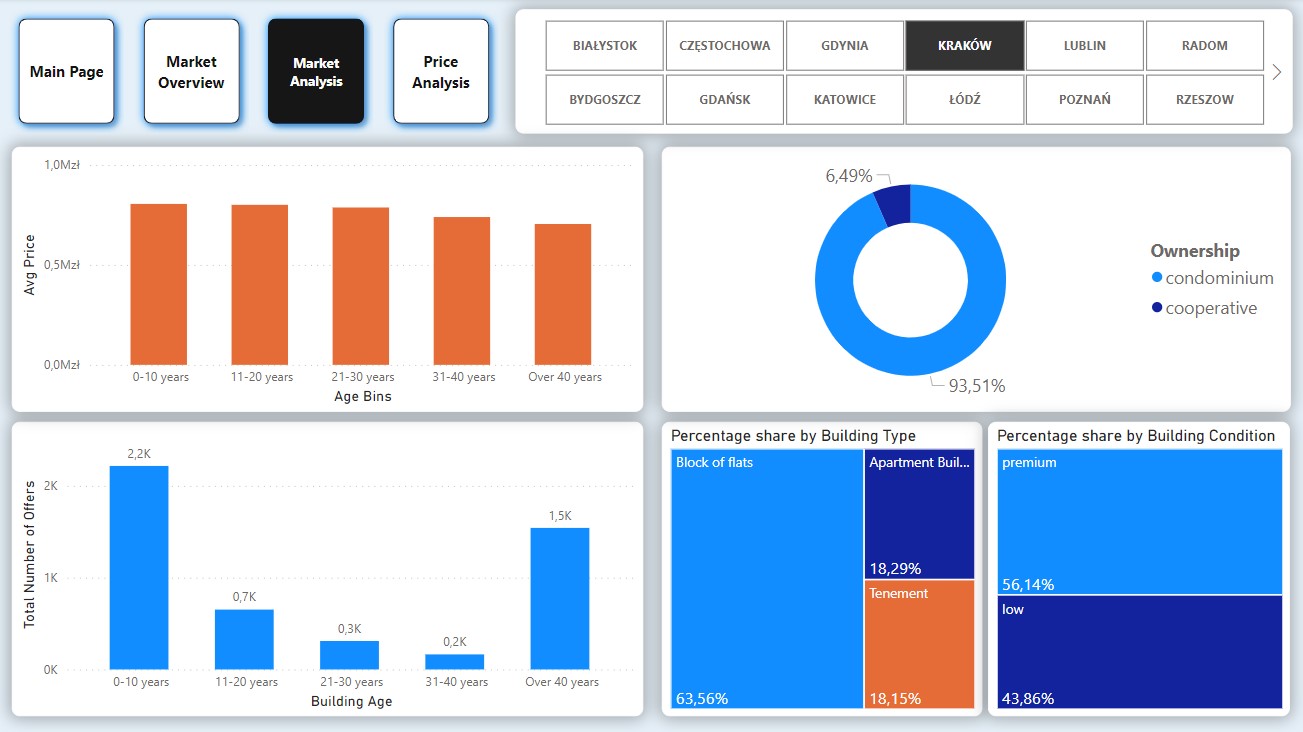 Main Page
Market
Overview
Market
Analysis
Price
Analysis
BIAŁYSTOK
CZĘSTOCHOWA
GDYNIA
KRAKÓW
LUBLIN
RADOM
BYDGOSZCZ
GDAŃSK
KATOWICE
ŁÓDŹ
POZNAŃ
RZESZOW
1,0Mzł
0,5Mzł
0,0Mzł
Avg Price
0-10 years
11-20 years
21-30 years
31-40 years
Over 40 years
Age Bins
6,49%
93,51%
Ownership
condominium
cooperative
Total Number of Offers
2K
1K
0K
2,2K
0,7K
0,3K
0,2K
1,5K
0-10 years
11-20 years
21-30 years
31-40 years
Over 40 years
Building Age
Percentage share by Building Type
Block of flats
63,56%
Apartment Buil...
18,29%
Tenement
18,15%
Percentage share by Building Condition
premium
56,14%
low
43,86%